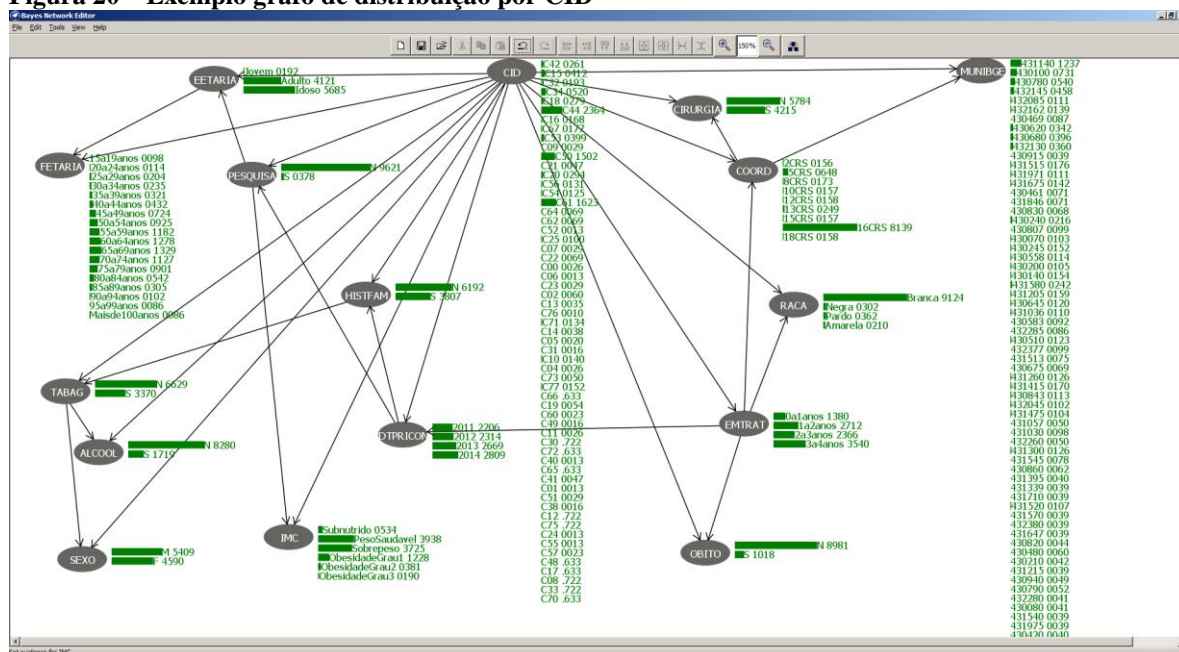 Figura 20 – Exemplo grafo de distribuição por CID
Bayes Network Editor
File Edit Tools View Help
150%
EETARIA
Jovem 0192
Adulto 4121
Idoso 5685
FETARIA
15a19anos 0098
20a24anos 0114
25a29anos 0204
30a34anos 0235
35a39anos 0321
40a44anos 0432
45a49anos 0724
50a54anos 0925
55a59anos 1182
60a64anos 1278
65a69anos 1329
70a74anos 1127
75a79anos 0901
80a84anos 0542
85a89anos 0305
90a94anos 0102
95a99anos 0086
Maisde100anos 0086
PESQUISA
N 9621
S 0378
HISTFAM
N 6192
S 3807
TABAG
N 6629
S 3370
ALCOOL
N 8280
S 1719
SEXO
M 5409
F 4590
DTPRICON
2011 2206
2012 2314
2013 2669
2014 2809
IMC
Subnutrido 0534
PesoSaudavel 3938
Sobrepeso 3725
ObesidadeGrau1 1228
ObesidadeGrau2 0381
ObesidadeGrau3 0190
CID
C42 0261
C15 0412
C32 0193
C34 0520
C18 0279
C44 2364
C16 0168
C67 0177
C53 0399
C09 0029
C50 1502
C21 0047
C20 0294
C56 0131
C54 0125
C61 1623
C64 0069
C62 0069
C52 0013
C25 0100
C07 0029
C22 0069
C00 0026
C06 0013
C23 0029
C02 0060
C13 0035
C76 0010
C71 0134
C14 0038
C05 0020
C31 0016
C10 0140
C04 0026
C73 0050
C77 0152
C66 .633
C19 0054
C60 0023
C49 0016
C11 0026
C30 .722
C72 .633
C40 0013
C65 .633
C41 0047
C01 0013
C51 0029
C38 0016
C12 .722
C75 .722
C24 0013
C55 0013
C57 0023
C48 .633
C17 .633
C08 .722
C33 .722
C70 .633
CIRURGIA
N 5784
S 4215
COORD
2CRS 0156
5CRS 0648
8CRS 0173
10CRS 0157
12CRS 0158
13CRS 0249
15CRS 0157
16CRS 8139
18CRS 0158
RACA
Branca 9124
Negra 0302
Pardo 0362
Amarela 0210
EMTRAT
0a1anos 1380
1a2anos 2712
2a3anos 2366
3a4anos 3540
OBITO
N 8981
S 1018
MUNIBGE
431140 1237
430100 0731
430780 0540
432145 0458
432085 0111
432162 0139
430469 0087
430620 0342
430680 0396
432130 0360
430915 0039
431515 0176
431971 0111
431675 0142
430461 0071
431846 0071
430830 0068
430240 0216
430807 0099
430070 0103
430245 0152
430558 0114
430200 0105
430140 0154
431580 0242
431205 0159
430645 0120
431036 0110
430583 0092
432285 0086
430510 0123
432377 0099
431513 0075
430675 0069
431260 0126
431415 0170
430843 0113
432045 0102
431475 0104
431057 0050
431030 0098
432260 0050
431300 0126
431545 0078
430860 0062
431395 0040
431339 0039
431710 0039
431520 0107
431570 0039
432380 0039
431647 0039
430820 0044
430480 0060
430210 0042
431215 0039
430940 0049
430790 0052
432280 0041
430080 0041
431540 0039
431975 0039
430420 0040
Set evidence for IMC